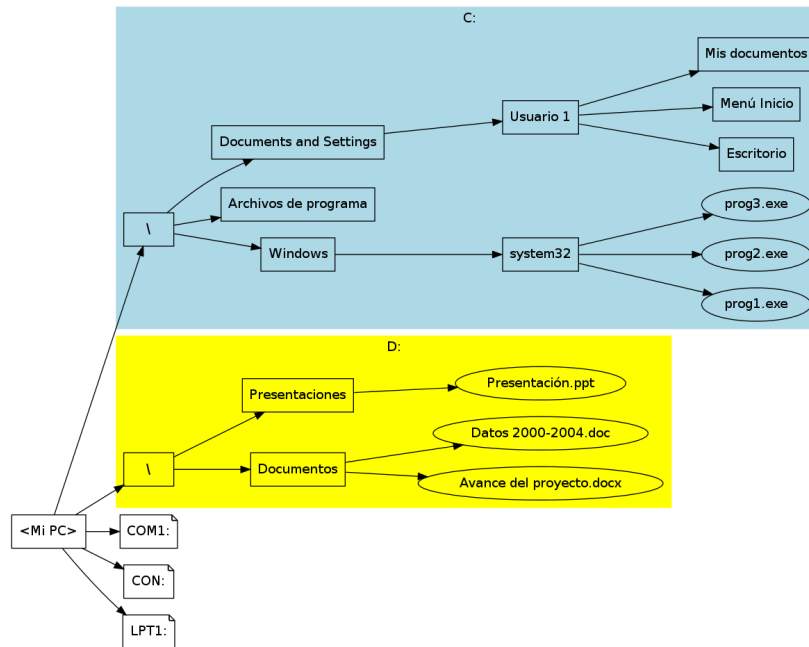 C:
Mis documentos
Menú Inicio
Usuario 1
Documents and Settings
Escritorio
Archivos de programa
prog3.exe
\
Windows
system32
prog2.exe
prog1.exe
D:
Presentaciones
Presentación.ppt
Datos 2000-2004.doc
\
Documentos
Avance del proyecto.docx
<Mi PC>
COM1:
CON:
LPT1: